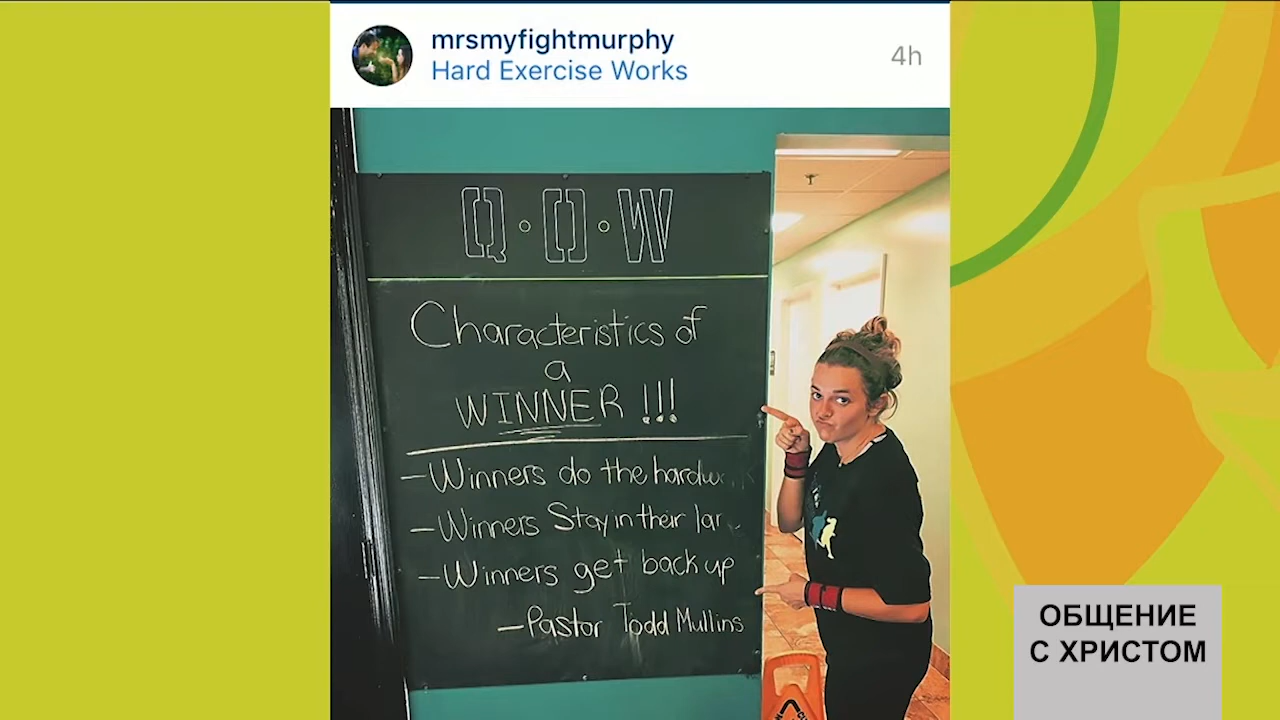 mrsmyfightmurphy
Hard Exercise Works
4h
Q.O.W
Characteristics of
a
WINNER !!!
-Winners do the
-Winners Stay in their
-Winners get back up
-Pastor Todd Mullins
ОБЩЕНИЕ
С ХРИСТОМ